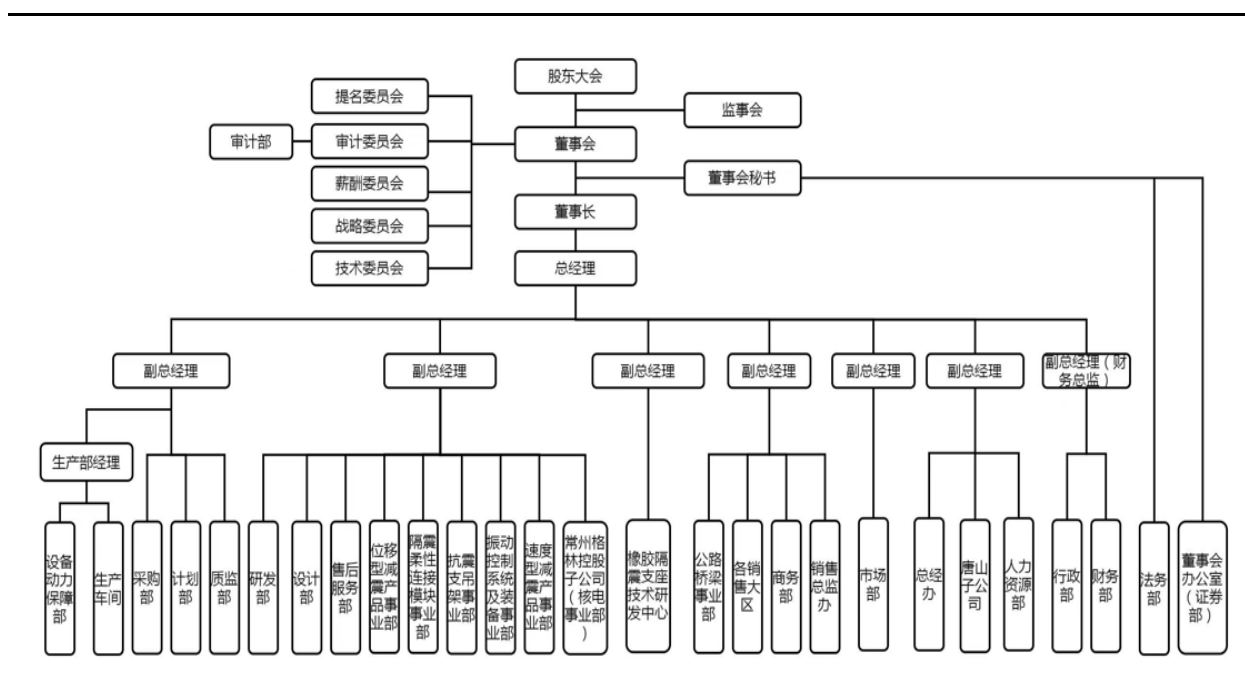 股东大会
提名委员会
监事会
审计部
审计委员会
董事会
薪酬委员会
董事会秘书
战略委员会
董事长
技术委员会
总经理
副总经理
副总经理
副总经理
副总经理
副总经理
副总经理
副总经理（财
务总监）
生产部经理
设备
动力
保障
部
生产
车间
采购
部
计划
部
质监
部
研发
部
设计
部
售后
服务
部
位移
型减
震产
品事
业部
隔震
柔性
连接
模块
事业
部
抗震
支吊
架事
业部
振动
控制
系统
及装
备事
业部
速度
型减
震产
品事
业部
常州格
林控股
子公司
（核电
事业部
）
橡胶隔
震支座
技术研
发中心
公路
桥梁
事业
部
各销
售大
区
商务
部
销售
总监
办
市场
部
总经
办
唐山
子公
司
人力
资源
部
行政
部
财务
部
法务
部
董事会
办公室
（证券
部）